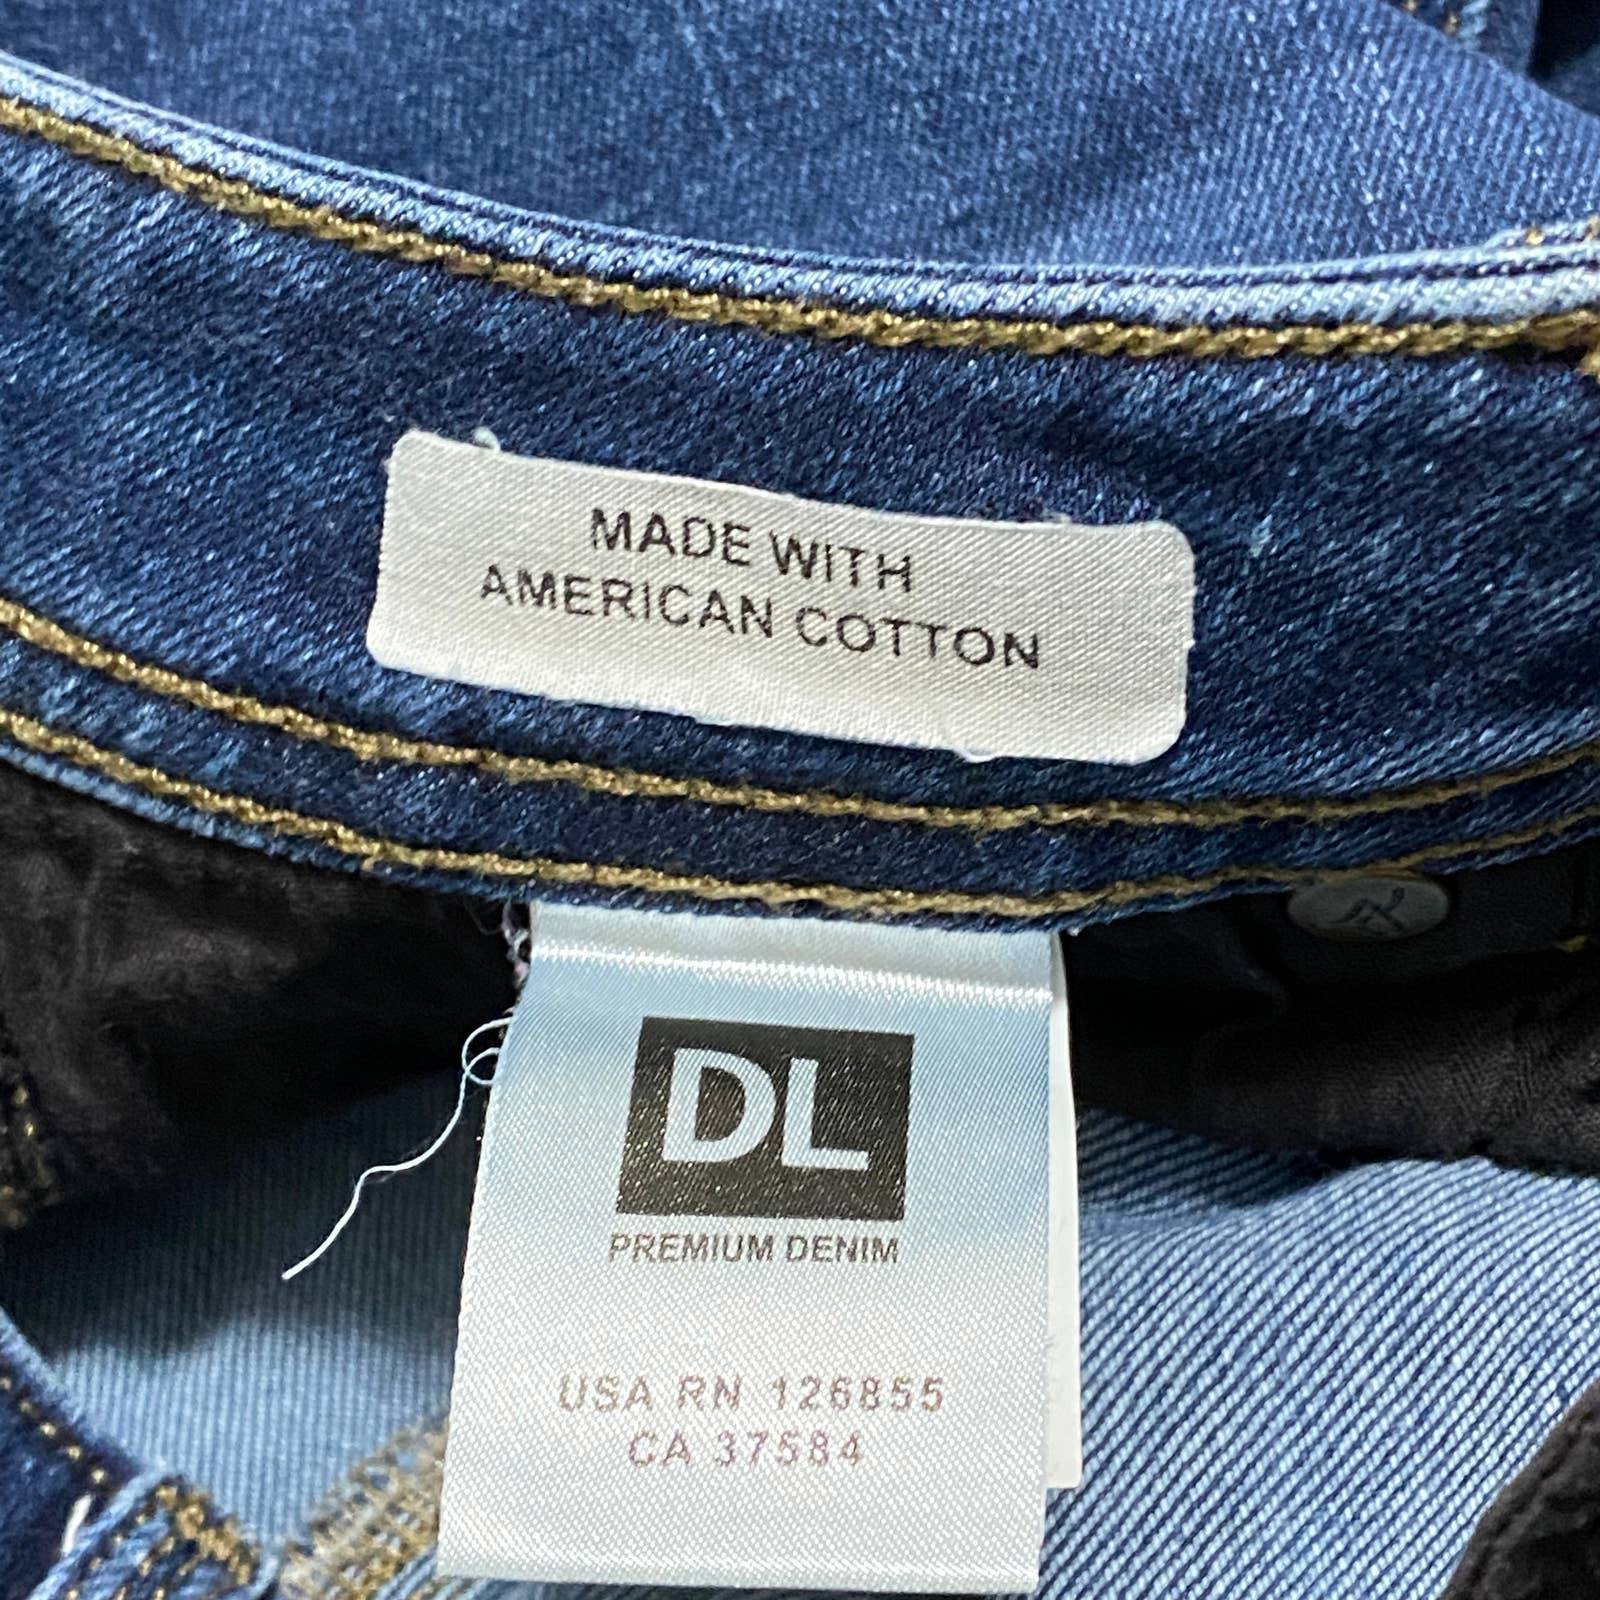 MADE WITH
AMERICAN COTTON
DL
PREMIUM DENIM
USA RN 126855
CA 37584